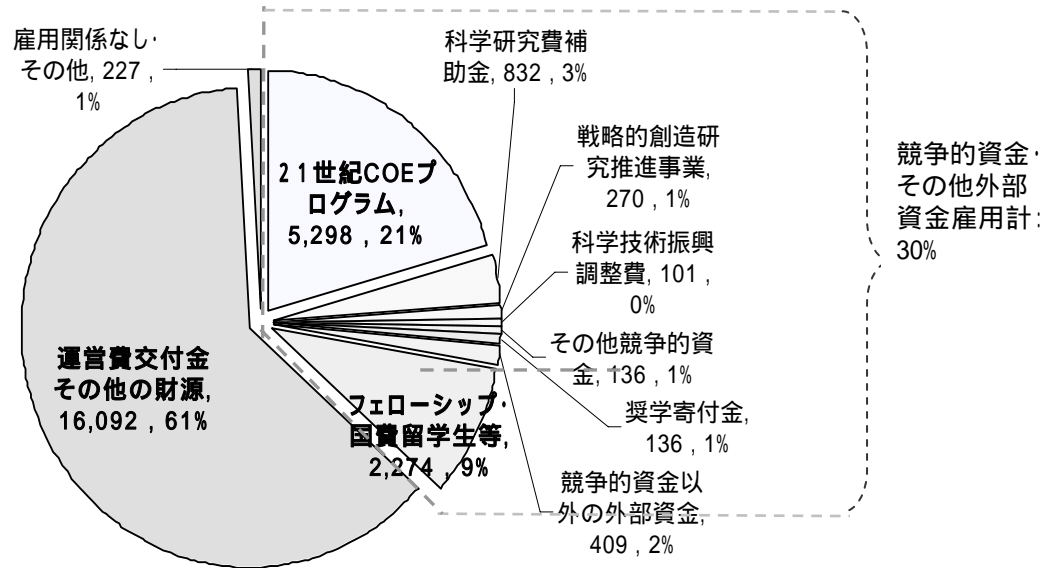 雇用関係なし・
その他, 227 ,
1%
科学研究費補
助金, 832 , 3%
戦略的創造研
究推進事業,
270 , 1%
科学技術振興
調整費, 101 ,
0%
その他競争的資
金, 136 , 1%
奨学寄付金,
136 , 1%
競争的資金以
外の外部資金,
409 , 2%
21世紀COEプ
ログラム,
5,298 , 21%
運営費交付金
その他の財源,
16,092 , 61%
フェローシップ・
国費留学生等,
2,274 , 9%
競争的資金・
その他外部
資金雇用計:
30%